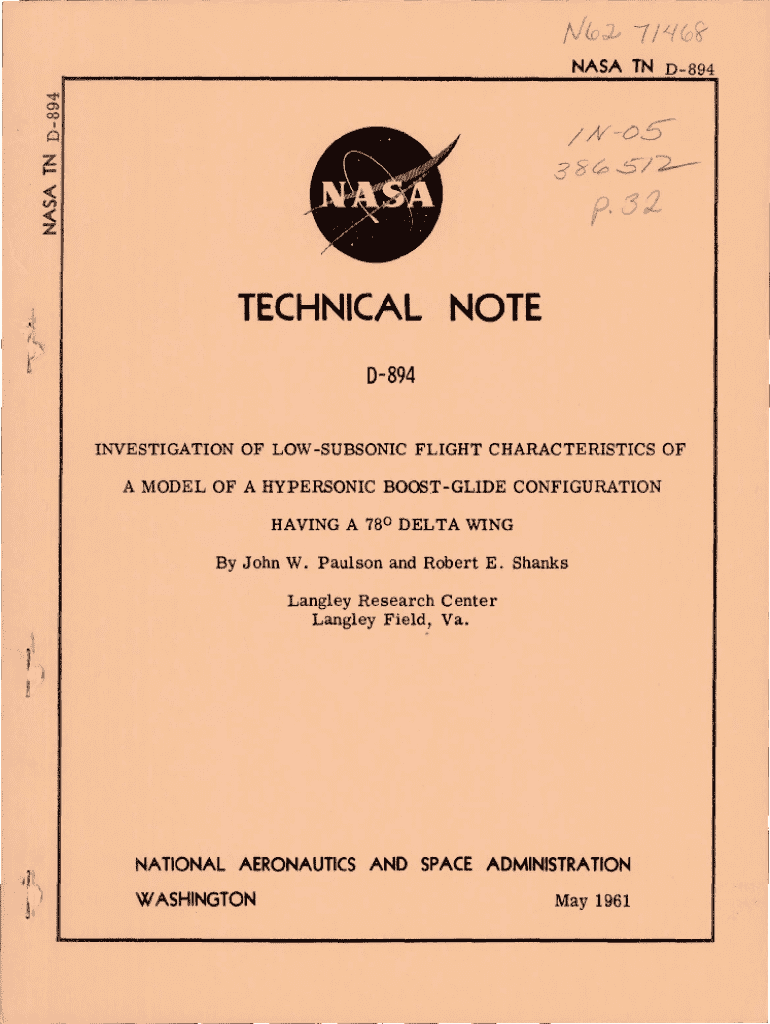 N62 71468
NASA TN D-894
NASA TN D-894
1N-05
386512
P. 32
NASA
TECHNICAL NOTE
D-894
INVESTIGATION OF LOW-SUBSONIC FLIGHT CHARACTERISTICS OF
A MODEL OF A HYPERSONIC BOOST-GLIDE CONFIGURATION
HAVING A 78° DELTA WING
By John W. Paulson and Robert E. Shanks
Langley Research Center
Langley Field, Va.
NATIONAL AERONAUTICS AND SPACE ADMINISTRATION
WASHINGTON May 1961